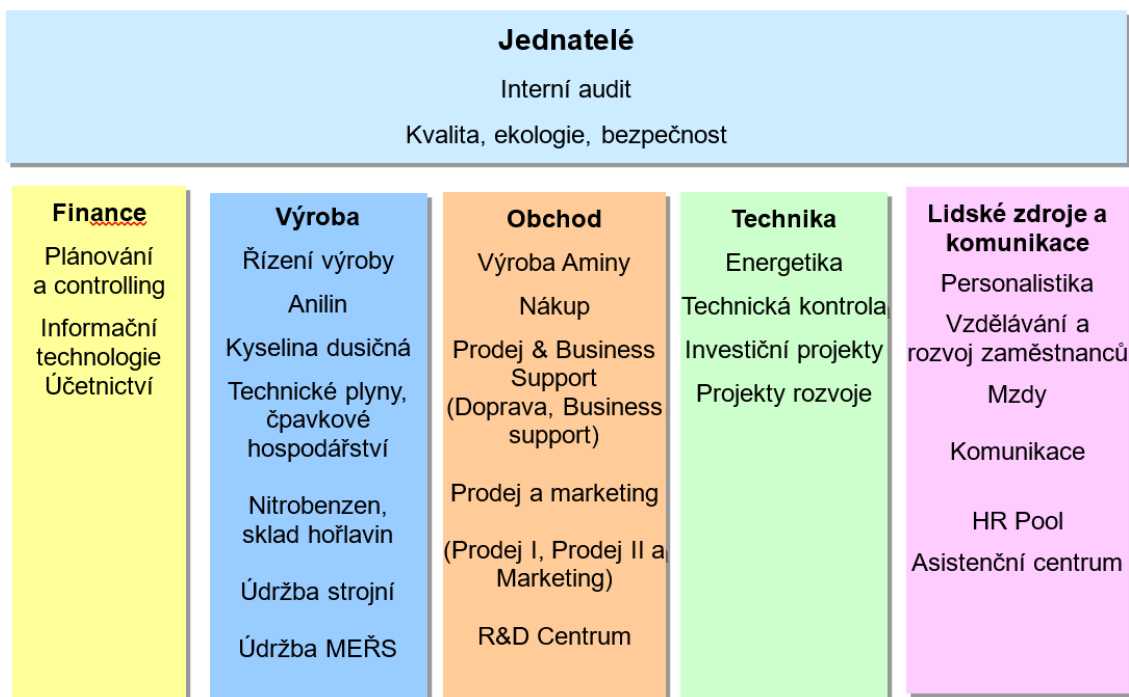 Jednatelé
Interní audit
Kvalita, ekologie, bezpečnost
Finance
Plánování
a controlling
Informační
technologie
Účetnictví
Výroba
Řízení výroby
Anilin
Kyselina dusičná
Technické plyny,
čpavkové
hospodářství
Nitrobenzen,
sklad hořlavin
Údržba strojní
Údržba MEŘS
Obchod
Výroba Aminy
Nákup
Prodej & Business
Support
(Doprava, Business
support)
Prodej a marketing
(Prodej I, Prodej II a
Marketing)
R&D Centrum
Technika
Energetika
Technická kontrola
Investiční projekty
Projekty rozvoje
Lidské zdroje a
komunikace
Personalistika
Vzdělávání a
rozvoj zaměstnanců
Mzdy
Komunikace
HR Pool
Asistenční centrum